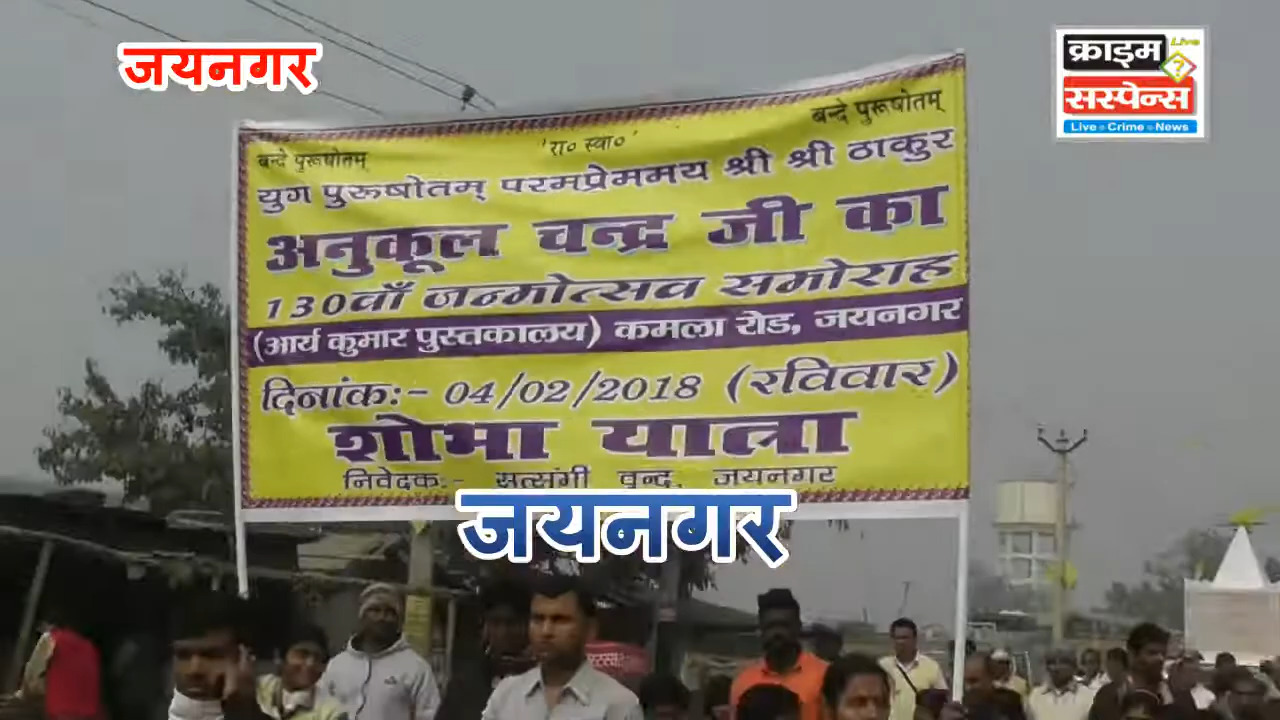 जयनगर
क्राइम
Live
?
सस्पेन्स
Live Crime News
बन्दे पुरूषोतम्
'रा० स्वा०'
बन्दे पुरूषोतम्
युग पुरूषोतम् परमप्रेममय श्री श्री ठाकुर
अनुकूल चन्द्र जी का
130वाँ जन्मोत्सव समोराह
(आर्य कुमार पुस्तकालय) कमला रोड, जयनगर
दिनांक:- 04/02/2018 (रविवार)
शोभा यात्रा
निवेदक:- सत्संगी वृन्द, जयनगर
जयनगर